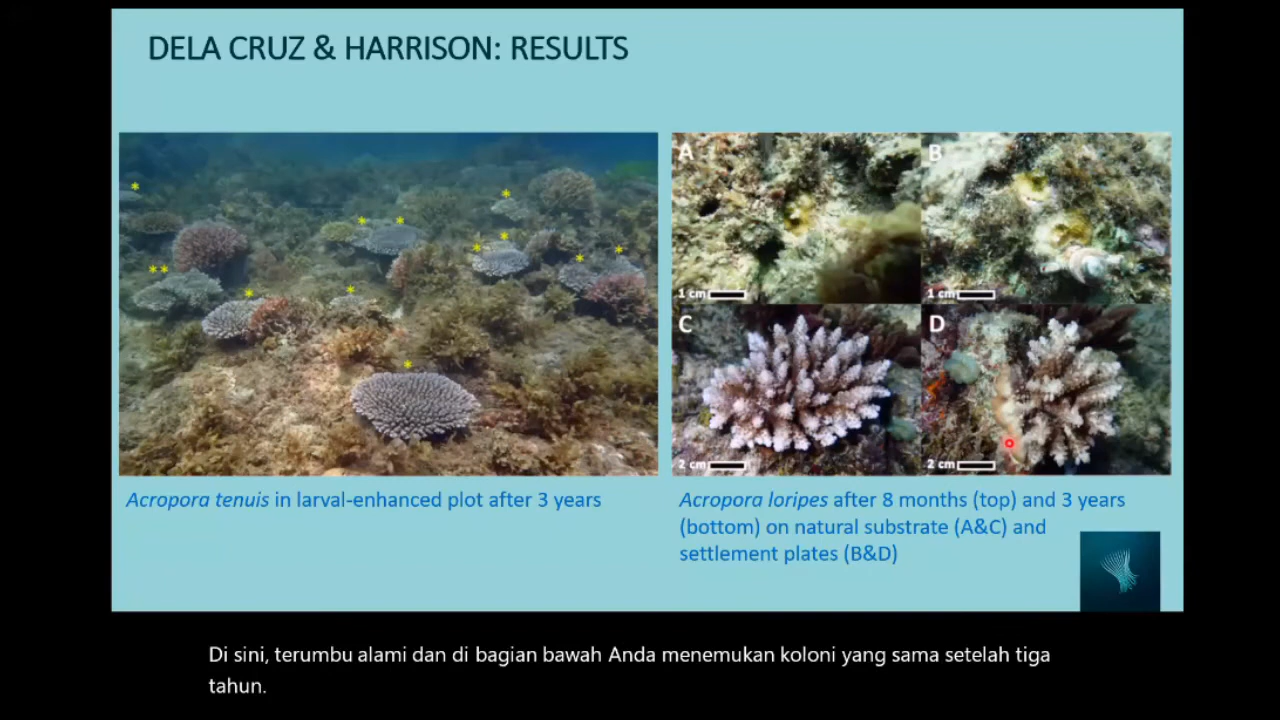 DELA CRUZ & HARRISON: RESULTS
A
B
1 cm
1 cm
C
D
2 cm
2 cm
Acropora tenuis in larval-enhanced plot after 3 years
Acropora loripes after 8 months (top) and 3 years
(bottom) on natural substrate (A&C) and
settlement plates (B&D)
Di sini, terumbu alami dan di bagian bawah Anda menemukan koloni yang sama setelah tiga
tahun.